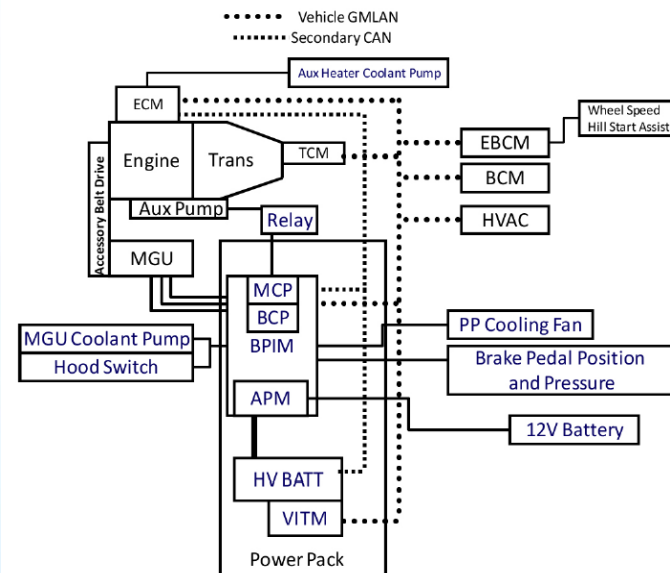 Vehicle GMLAN
Secondary CAN
Aux Heater Coolant Pump
ECM
Wheel Speed
Hill Start Assist
Engine
Trans
TCM
EBCM
BCM
Accessory Belt Drive
Aux Pump
Relay
HVAC
MGU
MCP
BCP
BPIM
MGU Coolant Pump
Hood Switch
PP Cooling Fan
Brake Pedal Position
and Pressure
APM
12V Battery
HV BATT
VITM
Power Pack